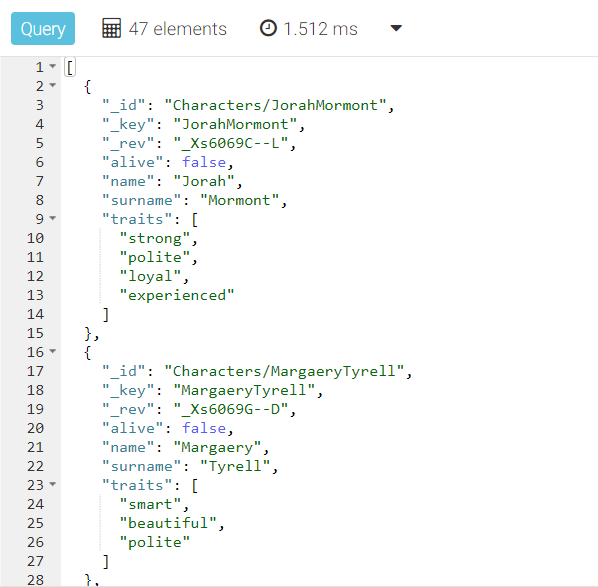 Query 47 elements 1.512 ms
1 [
2 {
3 "_id": "Characters/JorahMormont",
4 "_key": "JorahMormont",
5 "_rev": "_Xs6069C--L",
6 "alive": false,
7 "name": "Jorah",
8 "surname": "Mormont",
9 "traits": [
10 "strong",
11 "polite",
12 "loyal",
13 "experienced"
14 ]
15 },
16 {
17 "_id": "Characters/MargaeryTyrell",
18 "_key": "MargaeryTyrell",
19 "_rev": "_Xs6069G--D",
20 "alive": false,
21 "name": "Margaery",
22 "surname": "Tyrell",
23 "traits": [
24 "smart",
25 "beautiful",
26 "polite"
27 ]
28 },